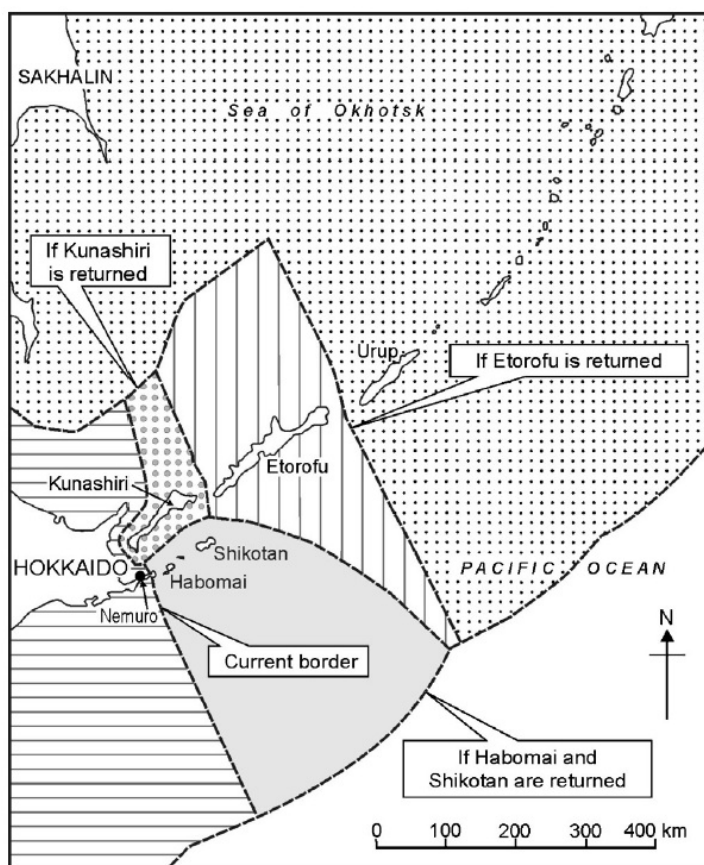 SAKHALIN
Sea of Okhotsk
If Kunashiri
is returned
Urup
If Etorofu is returned
Etorofu
Kunashiri
Shikotan
HOKKAIDO
Habomai
PACIFIC OCEAN
Nemuro
N
Current border
If Habomai and
Shikotan are returned
0 100 200 300 400 km